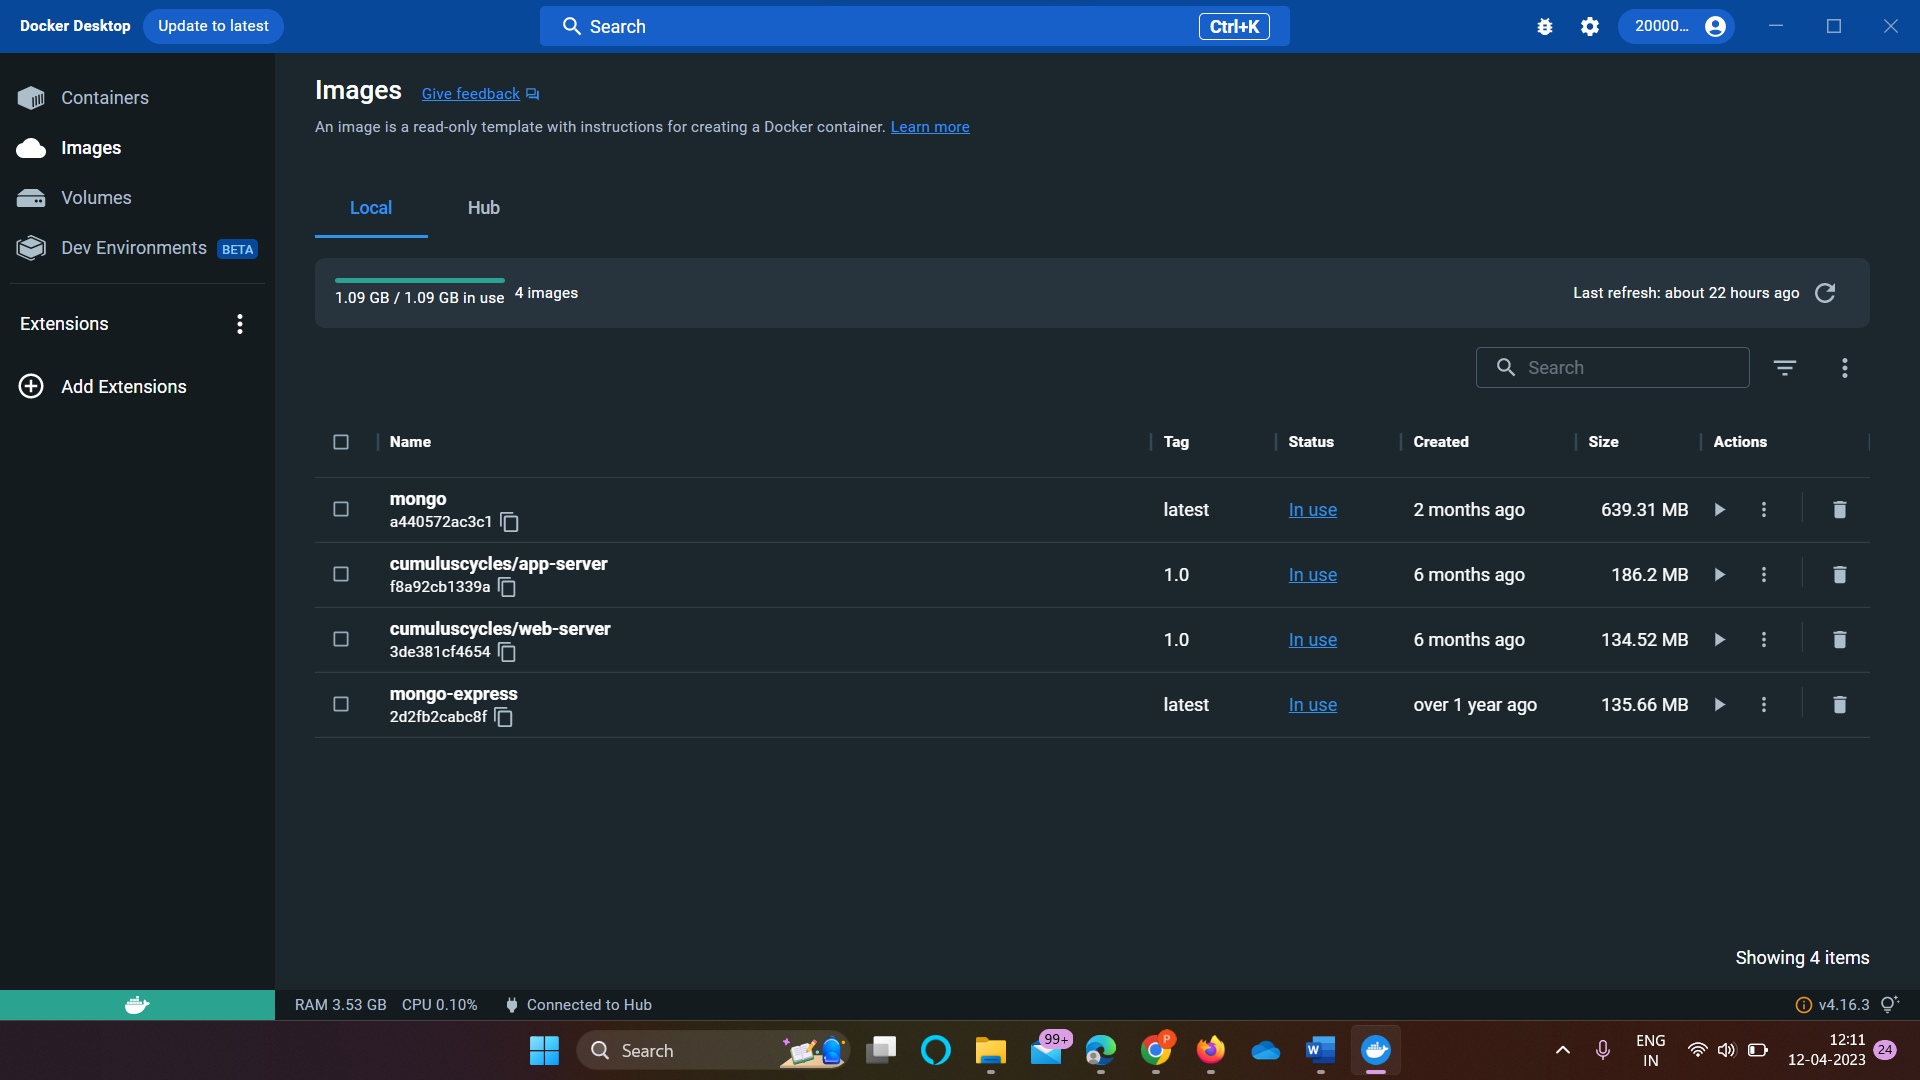 Docker Desktop
Update to latest
Search
Ctrl+K
20000...
Containers
Images
Volumes
Dev Environments BETA
Extensions
Add Extensions
Images
Give feedback
An image is a read-only template with instructions for creating a Docker container. Learn more
Local
Hub
1.09 GB / 1.09 GB in use
4 images
Last refresh: about 22 hours ago
Search
Name Tag Status Created Size Actions
mongo
a440572ac3c1
latest In use 2 months ago 639.31 MB
cumuluscycles/app-server
f8a92cb1339a
1.0 In use 6 months ago 186.2 MB
cumuluscycles/web-server
3de381cf4654
1.0 In use 6 months ago 134.52 MB
mongo-express
2d2fb2cabc8f
latest In use over 1 year ago 135.66 MB
Showing 4 items
RAM 3.53 GB CPU 0.10% Connected to Hub
v4.16.3
Search
99+
P
W
ENG
IN
12:11
12-04-2023
24